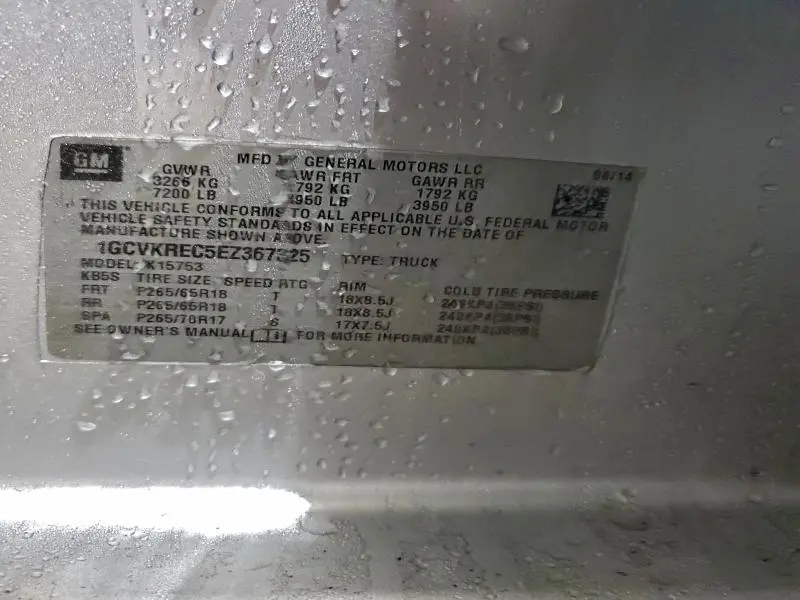 GM
MFD BY GENERAL MOTORS LLC 06/14
GVWR GAWR FRT GAWR RR
3266 KG 1792 KG 1792 KG
7200 LB 3950 LB 3950 LB
THIS VEHICLE CONFORMS TO ALL APPLICABLE U.S. FEDERAL MOTOR
VEHICLE SAFETY STANDARDS IN EFFECT ON THE DATE OF
MANUFACTURE SHOWN ABOVE.
TYPE: TRUCK
MODEL: K15753
KB5S TIRE SIZE SPEED RTG RIM COLD TIRE PRESSURE
FRT P265/65R18 T 18X8.5J
RR P265/65R18 T 18X8.5J
SPA P265/70R17 S 17X7.5J
SEE OWNER'S MANUAL FOR MORE INFORMATION